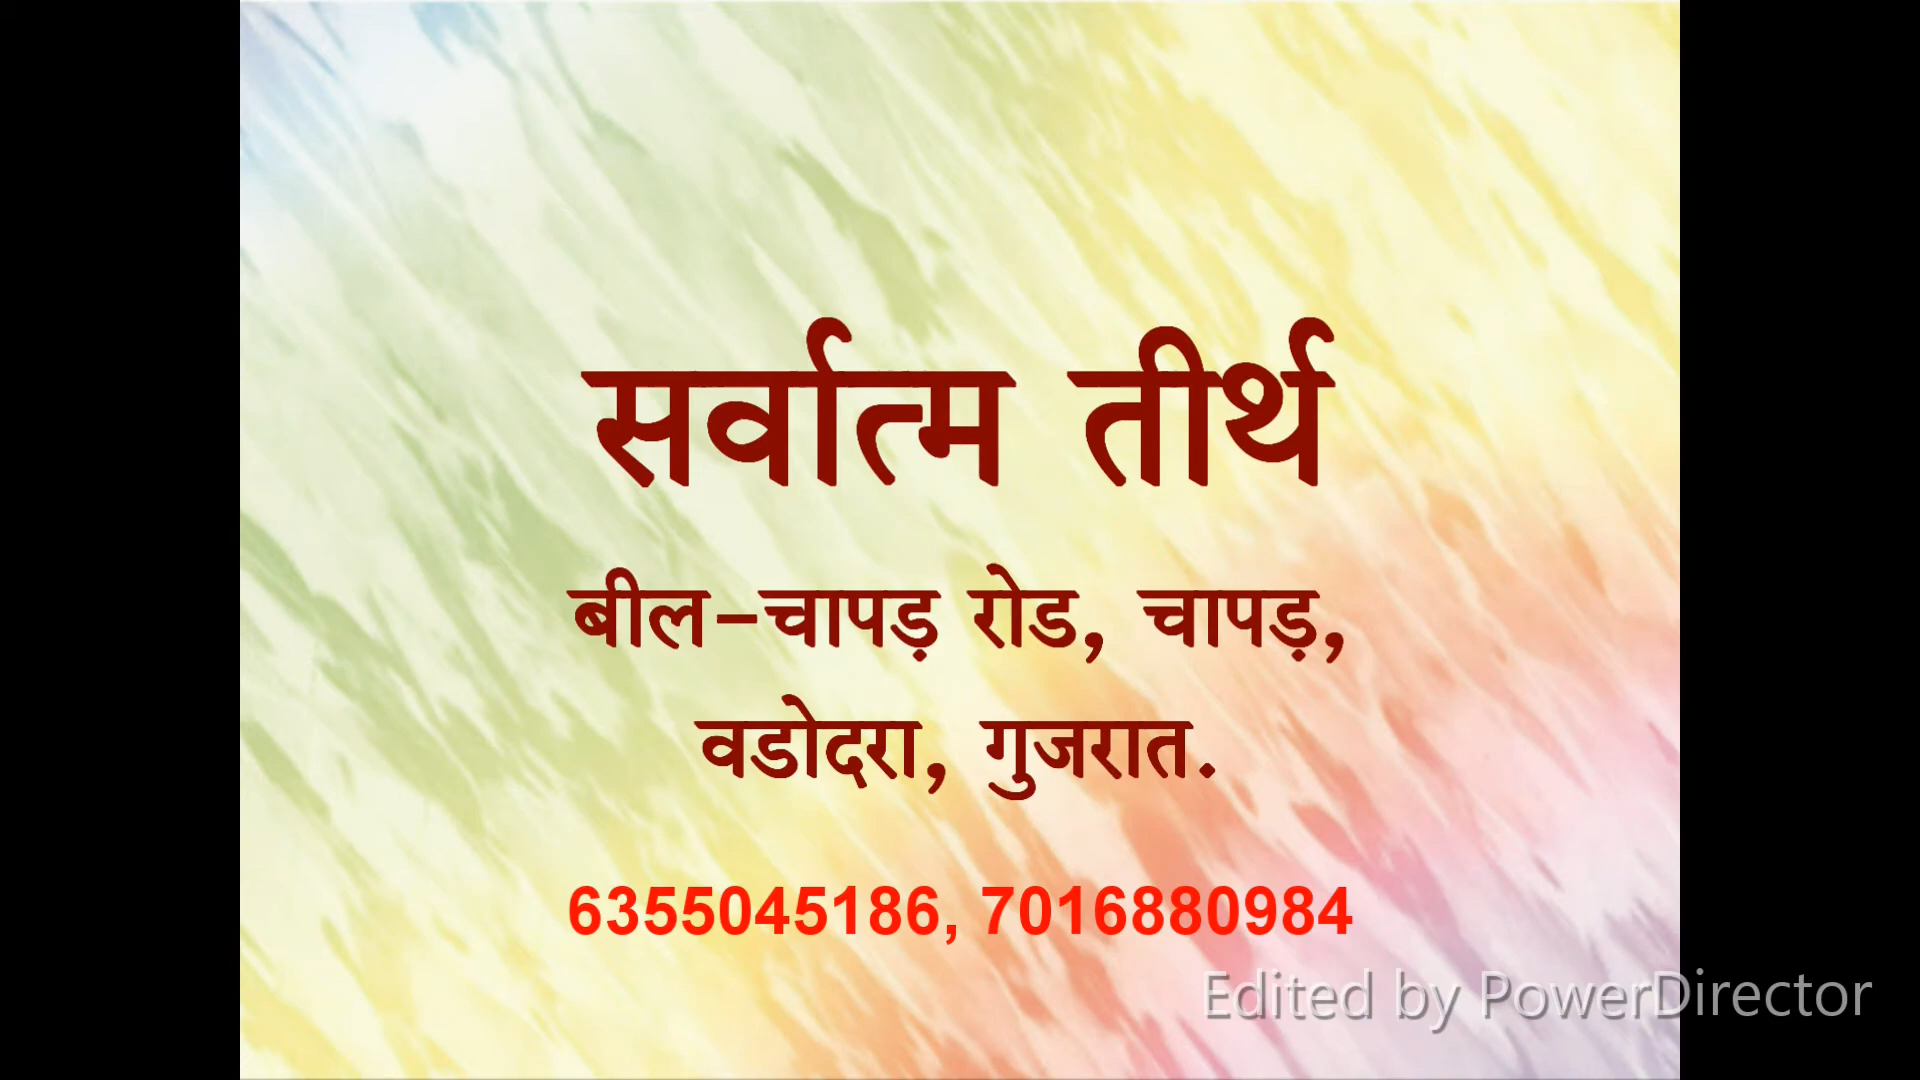 सर्वात्म तीर्थ
बील-चापड़ रोड, चापड़,
वडोदरा, गुजरात.
6355045186, 7016880984
Edited by PowerDirector